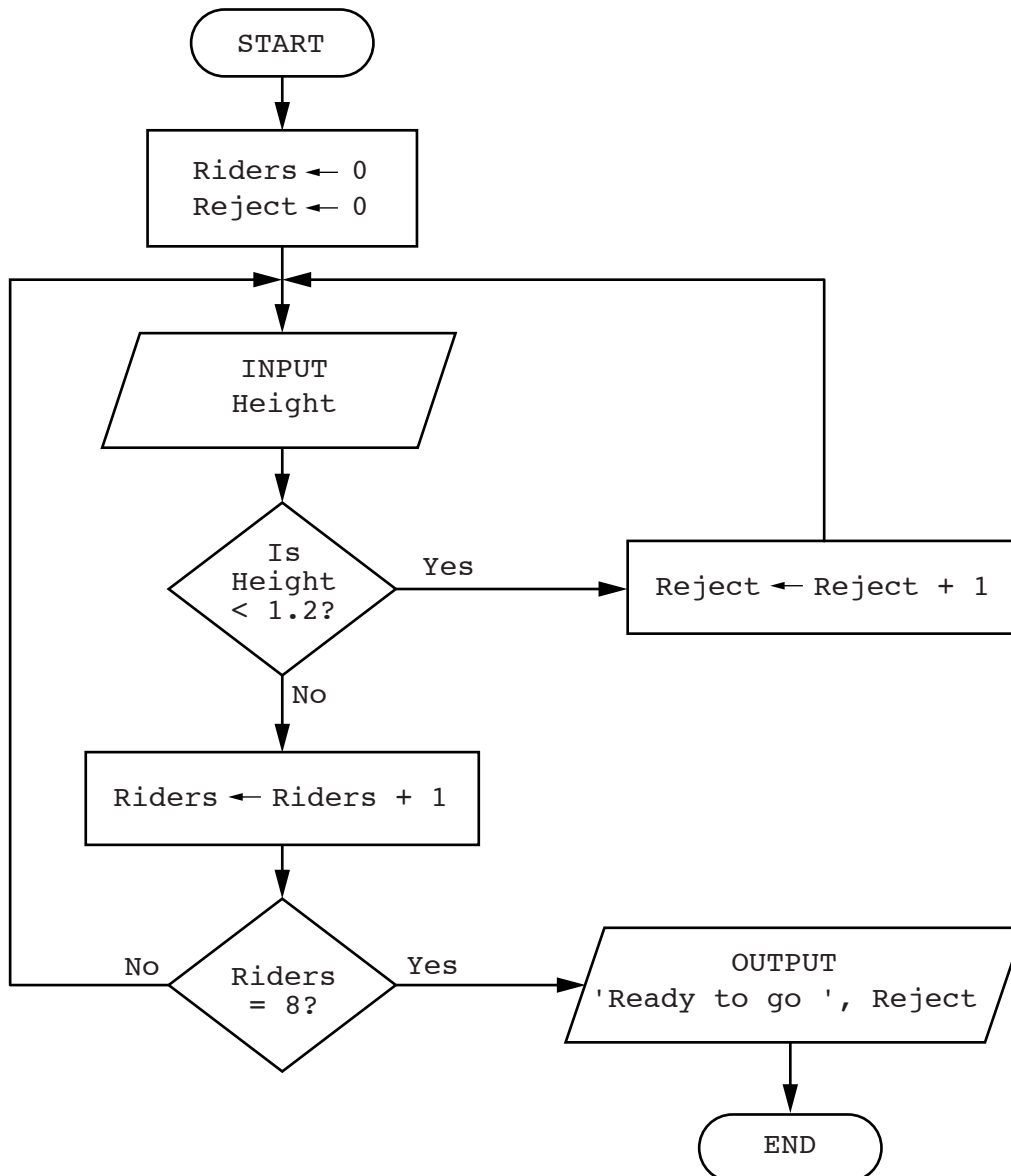 START
Riders ← 0
Reject ← 0
INPUT
Height
Is
Height
< 1.2?
Yes
Reject ← Reject + 1
No
Riders ← Riders + 1
No
Riders
= 8?
Yes
OUTPUT
'Ready to go ', Reject
END